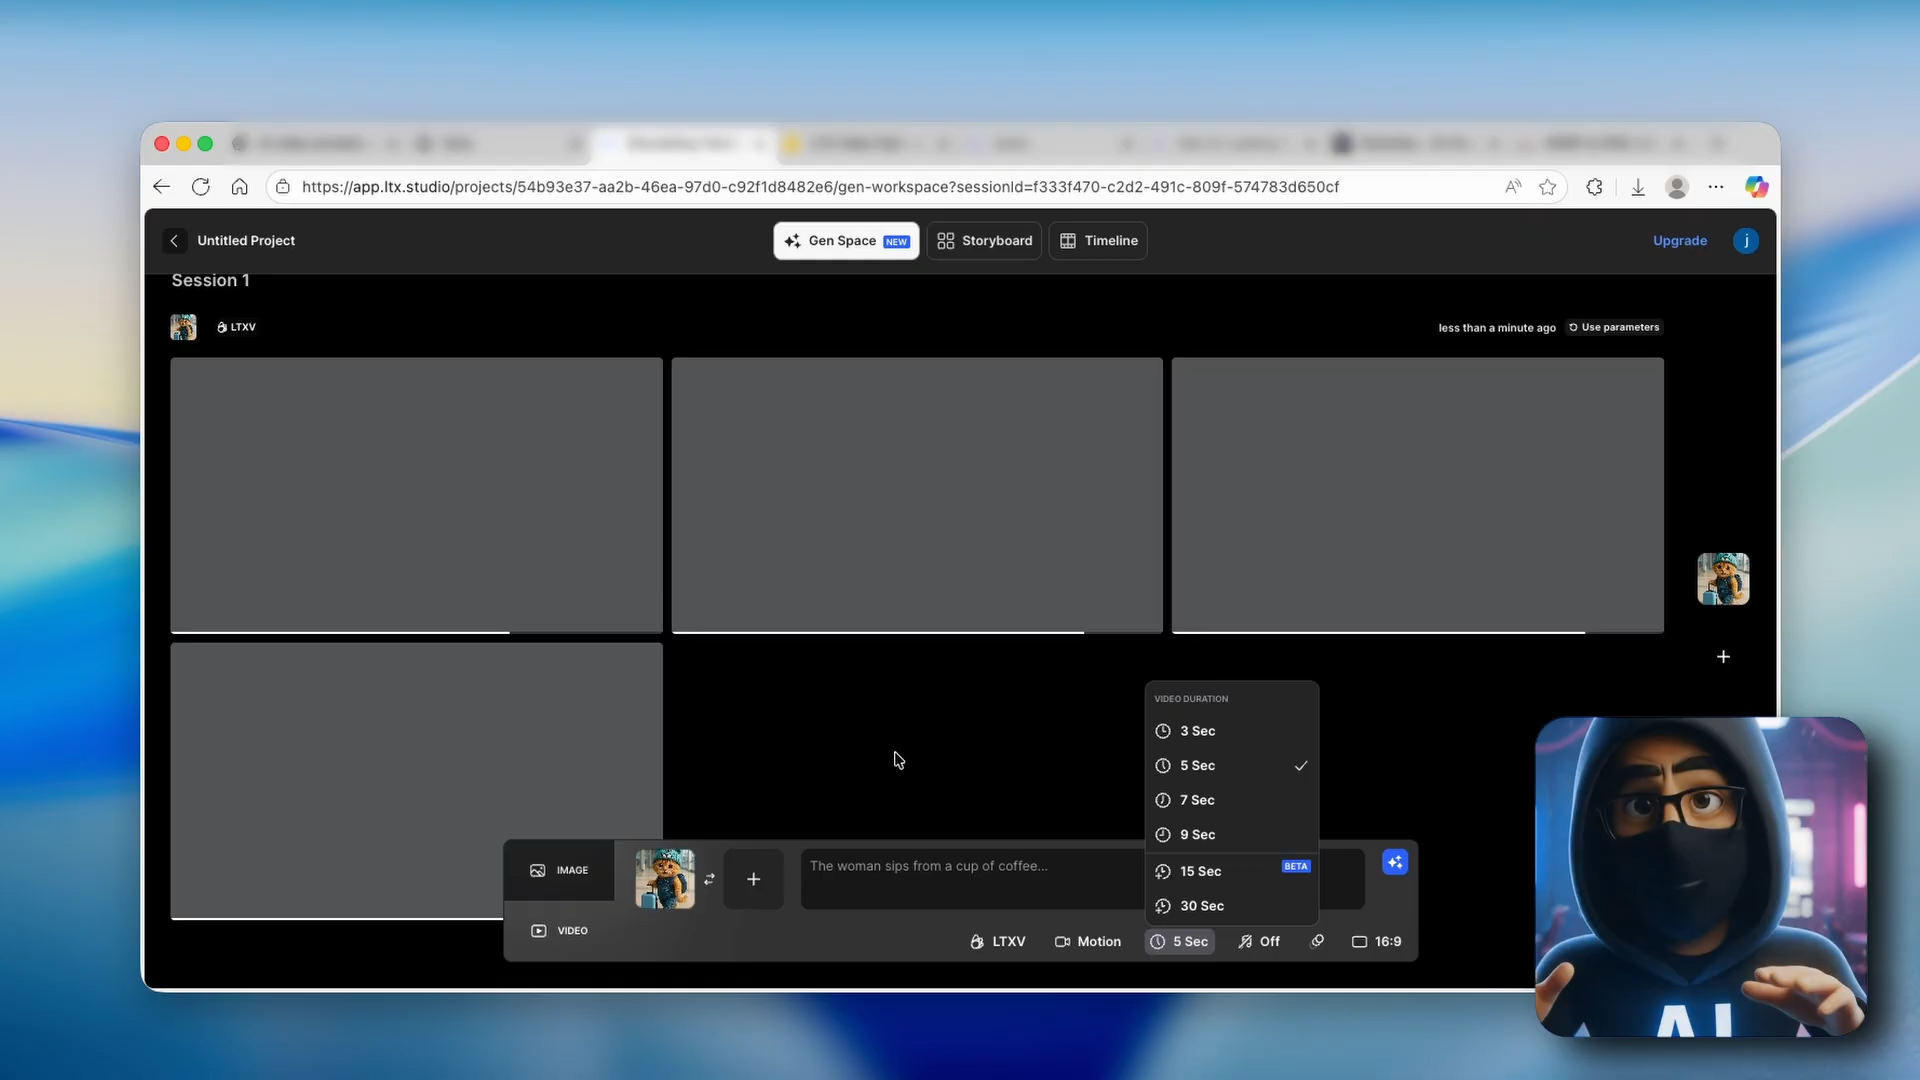 https://app.ltx.studio/projects/54b93e37-aa2b-46ea-97d0-c92f1d8482e6/gen-workspace?sessionId=f333f470-c2d2-491c-809f-574783d650cf
Untitled Project
Gen Space NEW
Storyboard
Timeline
Upgrade
j
Session 1
LTXV
less than a minute ago
Use parameters
VIDEO DURATION
3 Sec
5 Sec
7 Sec
9 Sec
15 Sec BETA
30 Sec
IMAGE
The woman sips from a cup of coffee...
VIDEO
LTXV
Motion
5 Sec
Off
16:9
AI